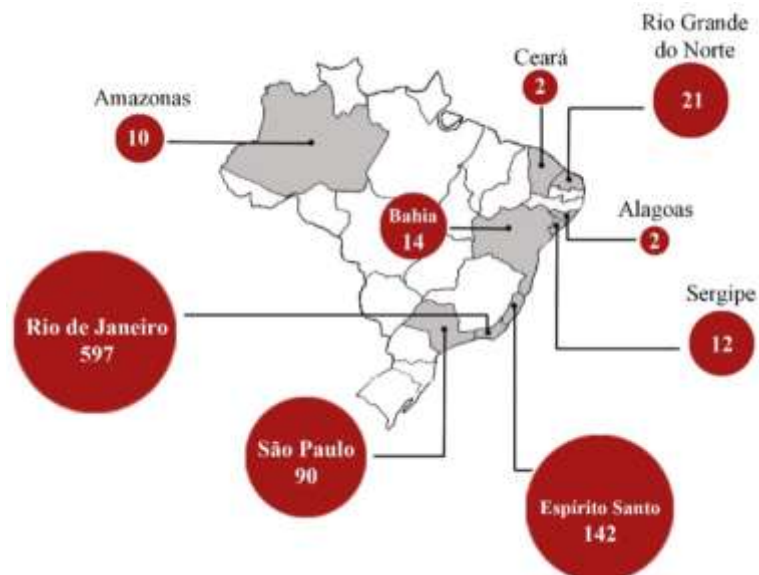 Rio Grande
do Norte
21
Ceará
2
Amazonas
10
Bahia
14
Alagoas
2
Sergipe
12
Rio de Janeiro
597
São Paulo
90
Espírito Santo
142